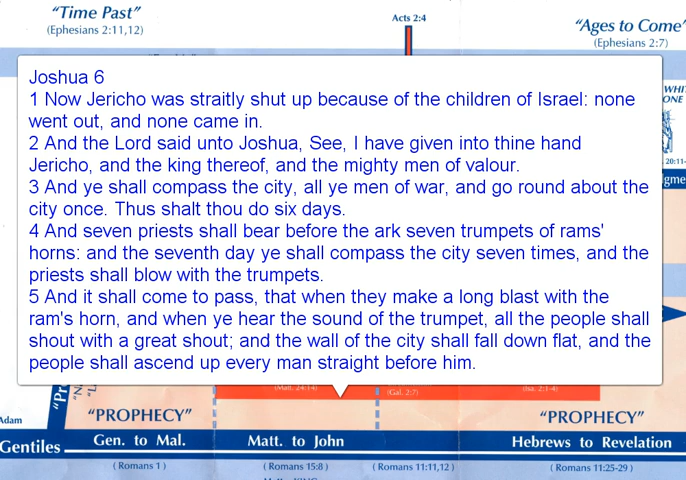 "Time Past"
(Ephesians 2:11,12)
Acts 2:4
"Ages to Come"
(Ephesians 2:7)
Joshua 6
1 Now Jericho was straitly shut up because of the children of Israel: none
went out, and none came in.
2 And the Lord said unto Joshua, See, I have given into thine hand
Jericho, and the king thereof, and the mighty men of valour.
3 And ye shall compass the city, all ye men of war, and go round about the
city once. Thus shalt thou do six days.
4 And seven priests shall bear before the ark seven trumpets of rams'
horns: and the seventh day ye shall compass the city seven times, and the
priests shall blow with the trumpets.
5 And it shall come to pass, that when they make a long blast with the
ram's horn, and when ye hear the sound of the trumpet, all the people shall
shout with a great shout; and the wall of the city shall fall down flat, and the
people shall ascend up every man straight before him.
(Matt. 24:14)
(Gal. 2:7)
(Isa. 2:1-4)
Adam
"PROPHECY"
"PROPHECY"
Gentiles
Gen. to Mal.
Matt. to John
Hebrews to Revelation
(Romans 1)
(Romans 15:8)
(Romans 11:11,12)
(Romans 11:25-29)